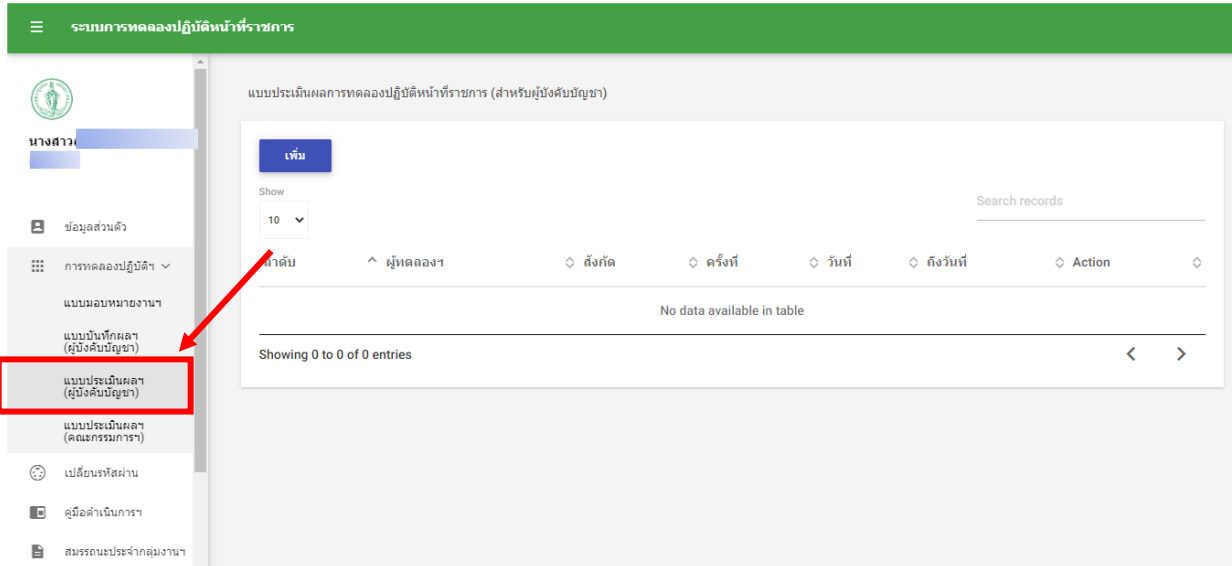 ระบบการทดลองปฏิบัติหน้าที่ราชการ
นางสาว
ข้อมูลส่วนตัว
การทดลองปฏิบัติฯ
แบบมอบหมายงานฯ
แบบบันทึกผลฯ
(ผู้บังคับบัญชา)
แบบประเมินผลฯ
(ผู้บังคับบัญชา)
แบบประเมินผลฯ
(คณะกรรมการฯ)
เปลี่ยนรหัสผ่าน
คู่มือดำเนินการฯ
สมรรถนะประจำกลุ่มงานฯ
แบบประเมินผลการทดลองปฏิบัติหน้าที่ราชการ (สำหรับผู้บังคับบัญชา)
เพิ่ม
Show
10
Search records
ลำดับ ผู้ทดลองฯ สังกัด ครั้งที่ วันที่ ถึงวันที่ Action
No data available in table
Showing 0 to 0 of 0 entries